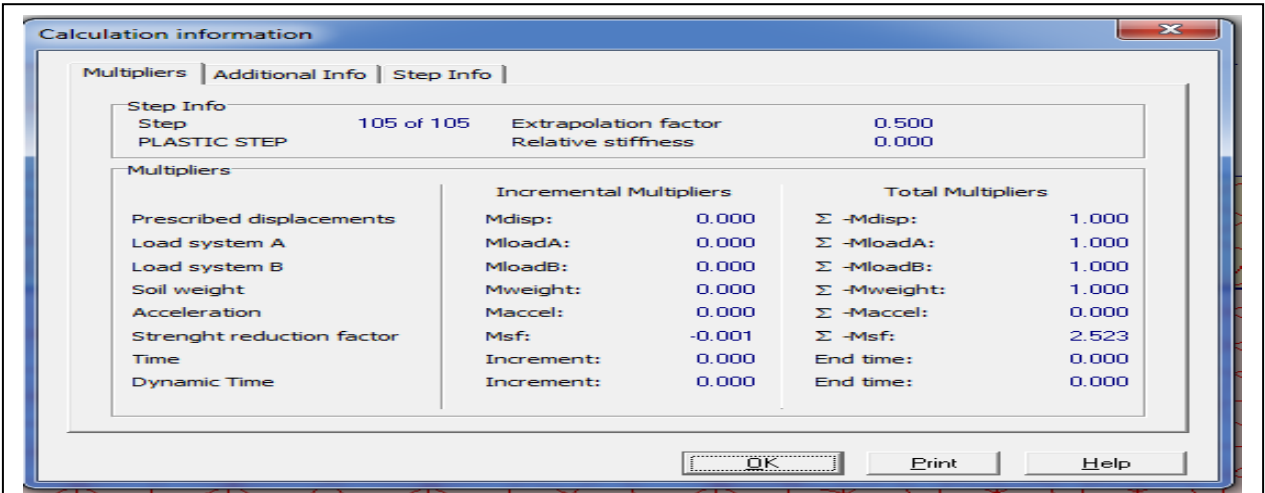 Calculation information
Multipliers Additional Info Step Info
Step Info
Step 105 of 105 Extrapolation factor 0.500
PLASTIC STEP Relative stiffness 0.000
Multipliers
Incremental Multipliers Total Multipliers
Prescribed displacements Mdisp: 0.000 Σ -Mdisp: 1.000
Load system A MloadA: 0.000 Σ -MloadA: 1.000
Load system B MloadB: 0.000 Σ -MloadB: 1.000
Soil weight Mweight: 0.000 Σ -Mweight: 1.000
Acceleration Maccel: 0.000 Σ -Maccel: 0.000
Strenght reduction factor Msf: -0.001 Σ -Msf: 2.523
Time Increment: 0.000 End time: 0.000
Dynamic Time Increment: 0.000 End time: 0.000
OK Print Help